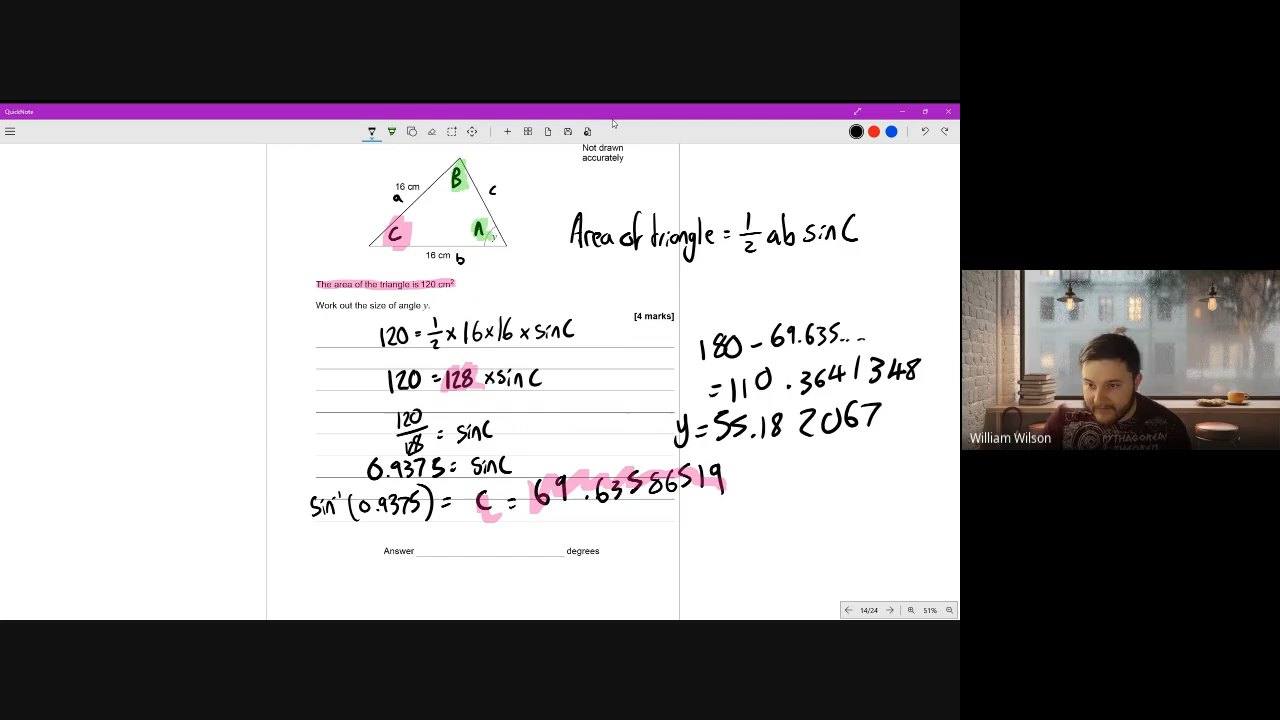 QuickNote
Not drawn
accurately
16 cm
a
B
c
C
A
y
16 cm
b
Area of triangle = 1/2 ab sinC
The area of the triangle is 120 cm²
Work out the size of angle y.
[4 marks]
120 = 1/2 × 16 × 16 × sinC
120 = 128 × sinC
120/128 = sinC
0.9375 = sinC
sin⁻¹(0.9375) = C = 69.63586519
180 - 69.635...
= 110.3641348
y = 55.182067
Answer ______ degrees
14/24
51%
William Wilson
PYTHAGOREAN